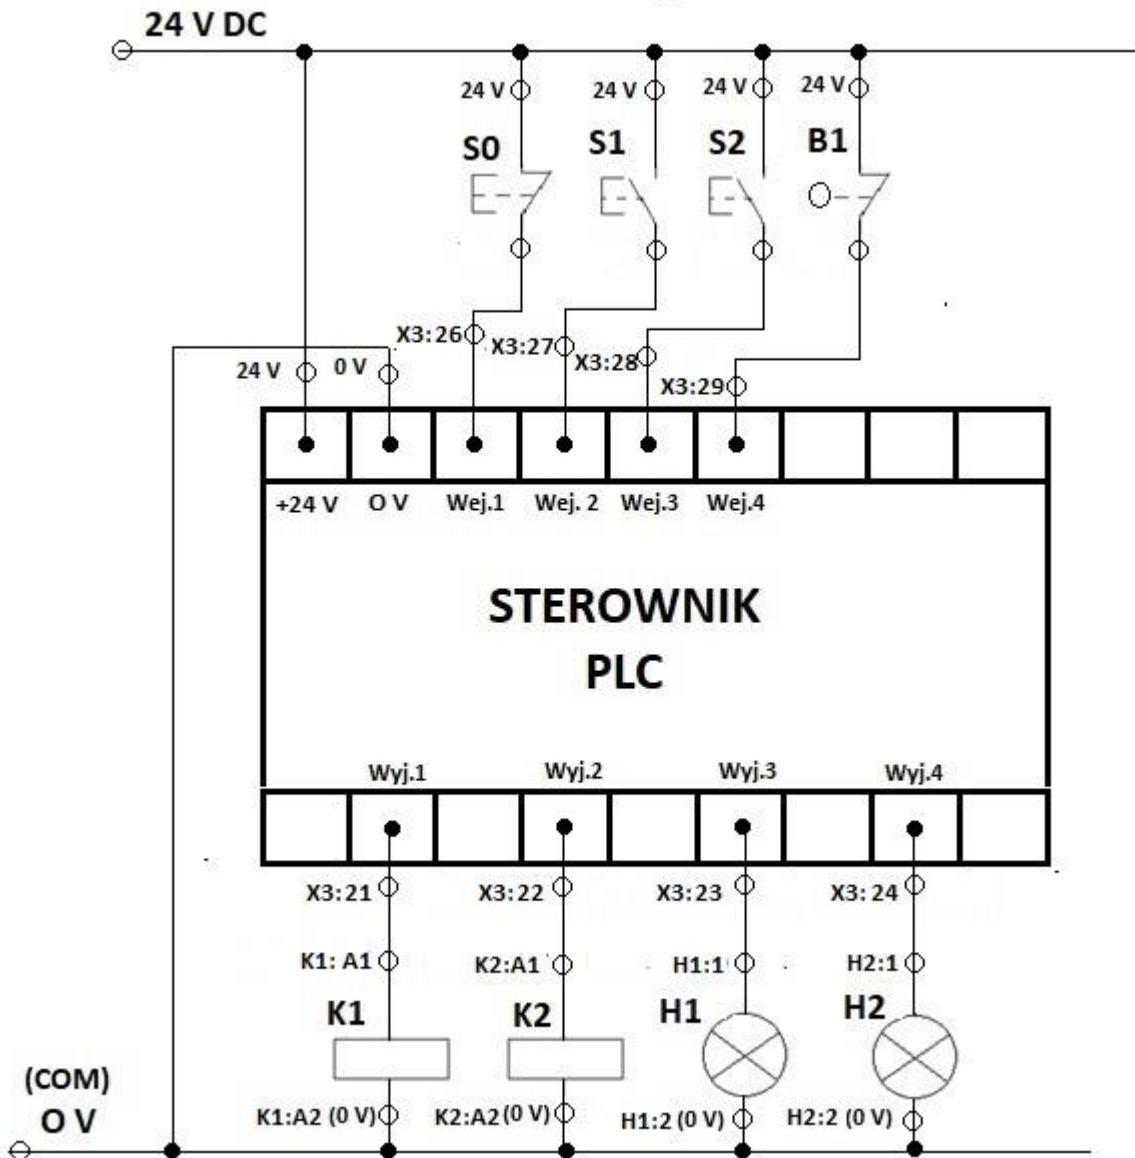 24 V DC
24 V 24 V 24 V 24 V
S0 S1 S2 B1
X3:26 X3:27 X3:28 X3:29
24 V 0 V
+24 V O V Wej.1 Wej. 2 Wej.3 Wej.4
STEROWNIK
PLC
Wyj.1 Wyj.2 Wyj.3 Wyj.4
X3:21 X3:22 X3:23 X3:24
K1: A1 K2:A1 H1:1 H2:1
K1 K2 H1 H2
(COM)
O V
K1:A2 (0 V) K2:A2 (0 V) H1:2 (0 V) H2:2 (0 V)